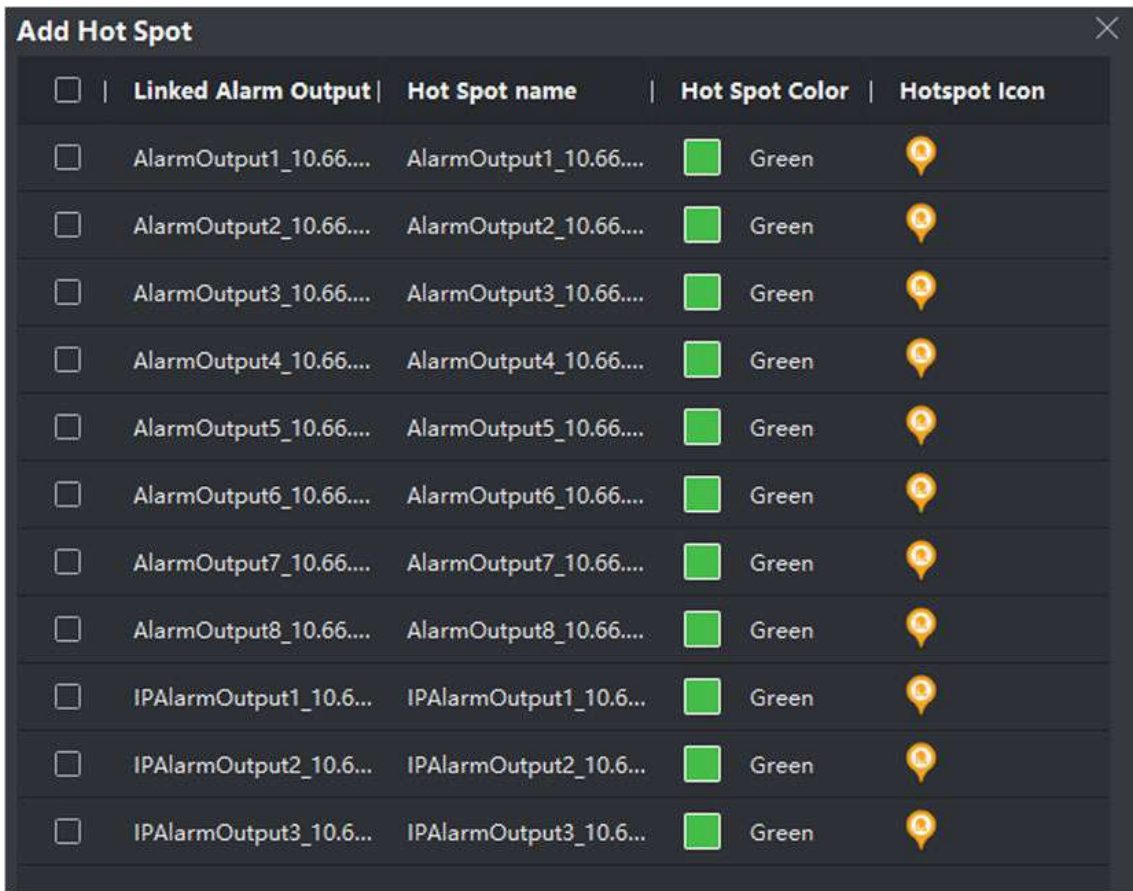 Add Hot Spot
Linked Alarm Output | Hot Spot name | Hot Spot Color | Hotspot Icon
AlarmOutput1_10.66.... AlarmOutput1_10.66.... Green
AlarmOutput2_10.66.... AlarmOutput2_10.66.... Green
AlarmOutput3_10.66.... AlarmOutput3_10.66.... Green
AlarmOutput4_10.66.... AlarmOutput4_10.66.... Green
AlarmOutput5_10.66.... AlarmOutput5_10.66.... Green
AlarmOutput6_10.66.... AlarmOutput6_10.66.... Green
AlarmOutput7_10.66.... AlarmOutput7_10.66.... Green
AlarmOutput8_10.66.... AlarmOutput8_10.66.... Green
IPAlarmOutput1_10.6... IPAlarmOutput1_10.6... Green
IPAlarmOutput2_10.6... IPAlarmOutput2_10.6... Green
IPAlarmOutput3_10.6... IPAlarmOutput3_10.6... Green